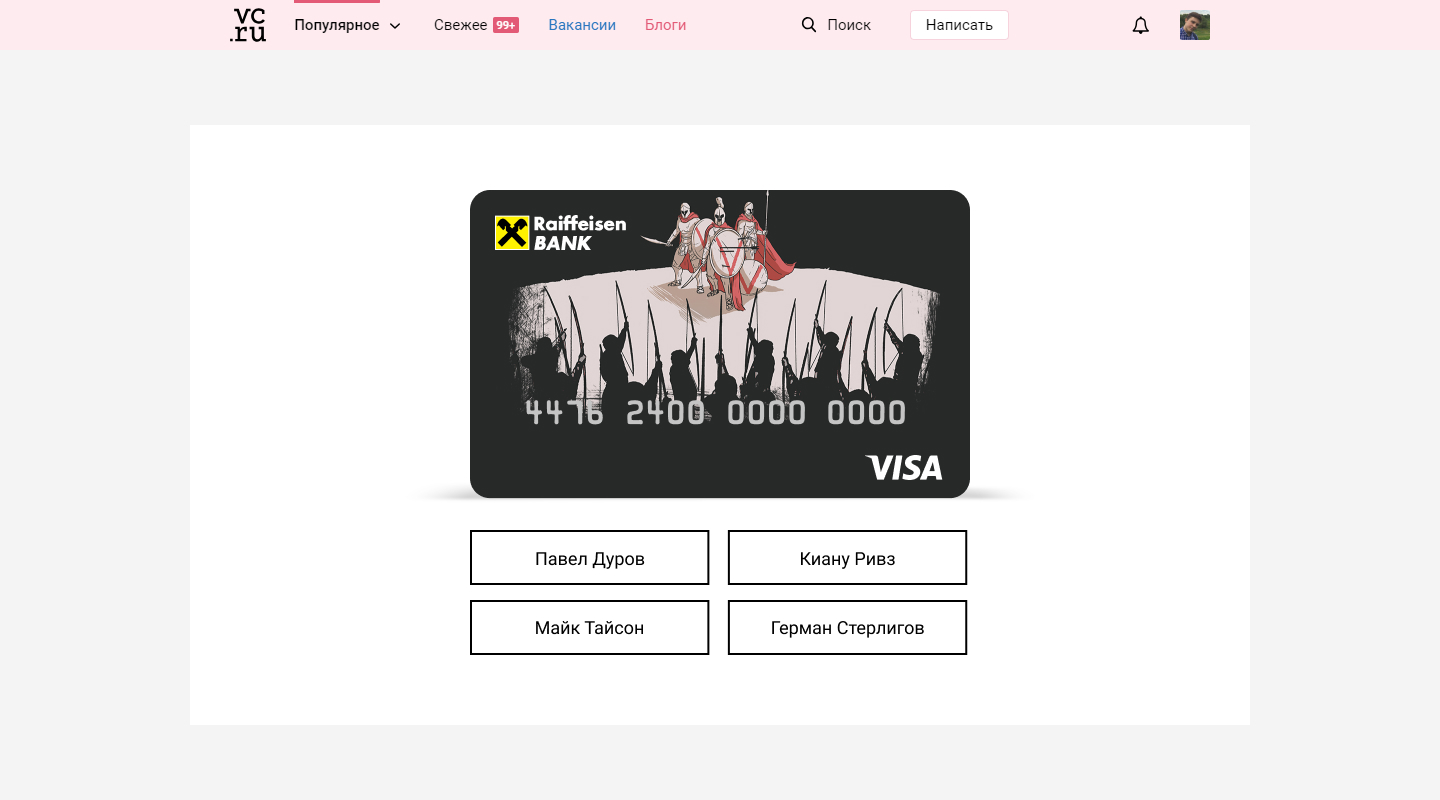 vc
.ru
Популярное
Свежее 99+
Вакансии
Блоги
Поиск
Написать
Raiffeisen
BANK
4476 2400 0000 0000
VISA
Павел Дуров
Киану Ривз
Майк Тайсон
Герман Стерлигов